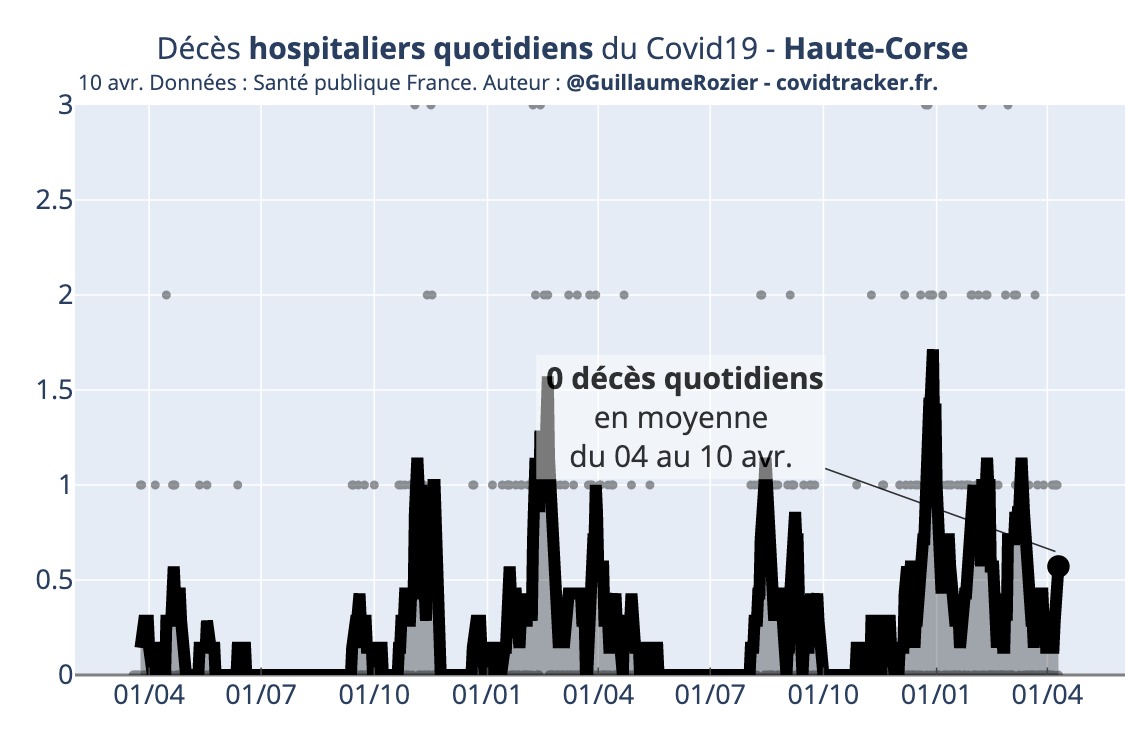 Décès hospitaliers quotidiens du Covid19 - Haute-Corse
10 avr. Données : Santé publique France. Auteur : @GuillaumeRozier - covidtracker.fr.
3
2.5
2
1.5
1
0.5
0
0 décès quotidiens
en moyenne
du 04 au 10 avr.
01/04 01/07 01/10 01/01 01/04 01/07 01/10 01/01 01/04